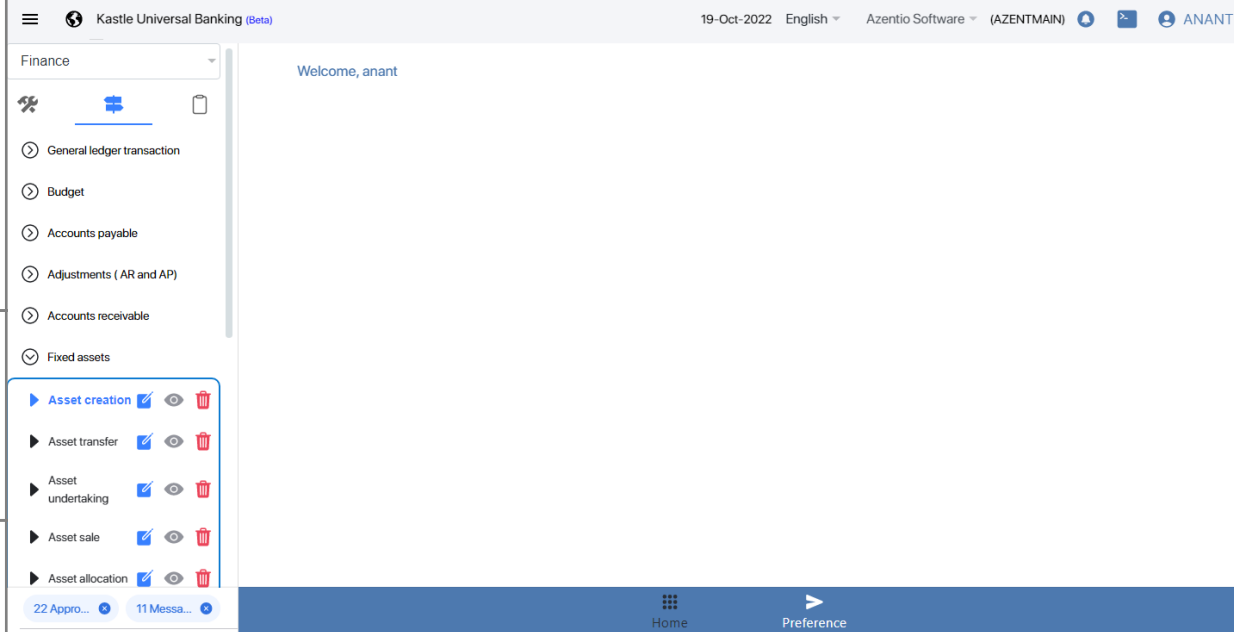 Kastle Universal Banking (Beta)
19-Oct-2022 English Azentio Software (AZENTMAIN) ANANT
Finance
Welcome, anant
General ledger transaction
Budget
Accounts payable
Adjustments ( AR and AP)
Accounts receivable
Fixed assets
Asset creation
Asset transfer
Asset
undertaking
Asset sale
Asset allocation
22 Appro... 11 Messa...
Home Preference